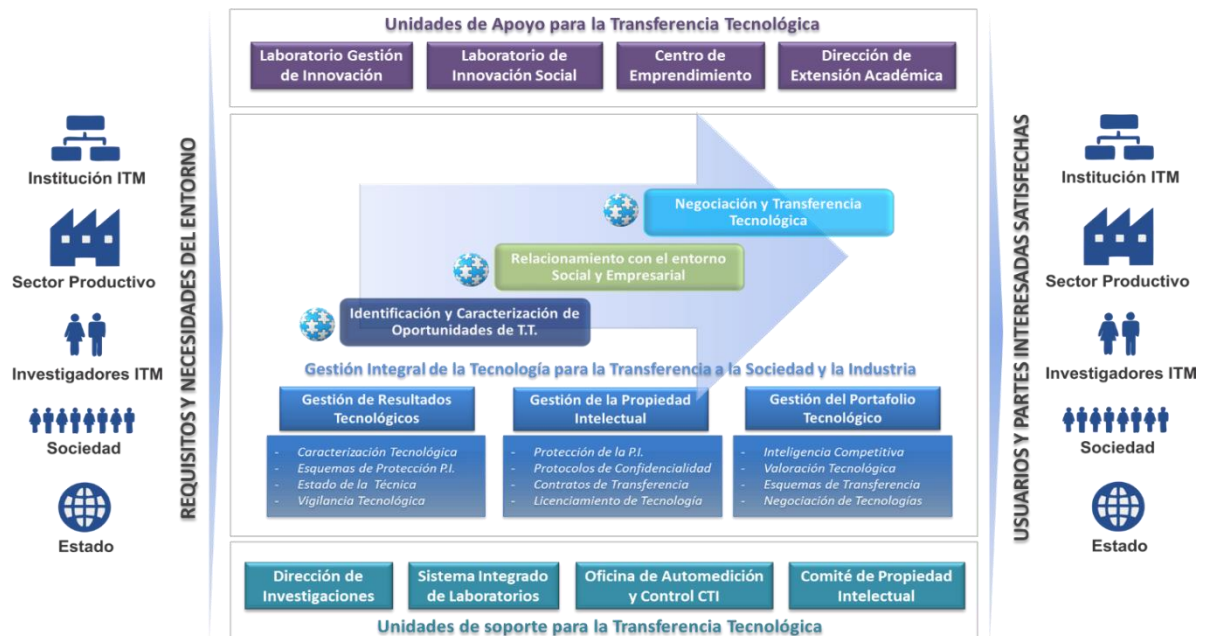 Unidades de Apoyo para la Transferencia Tecnológica
Laboratorio Gestión
de Innovación
Laboratorio de
Innovación Social
Centro de
Emprendimiento
Dirección de
Extensión Académica
REQUISITOS Y NECESIDADES DEL ENTORNO
Institución ITM
Sector Productivo
Investigadores ITM
Sociedad
Estado
Negociación y Transferencia
Tecnológica
Relacionamiento con el entorno
Social y Empresarial
Identificación y Caracterización de
Oportunidades de T.T.
Gestión Integral de la Tecnología para la Transferencia a la Sociedad y la Industria
Gestión de Resultados
Tecnológicos
- Caracterización Tecnológica
- Esquemas de Protección P.I.
- Estado de la Técnica
- Vigilancia Tecnológica
Gestión de la Propiedad
Intelectual
- Protección de la P.I.
- Protocolos de Confidencialidad
- Contratos de Transferencia
- Licenciamiento de Tecnología
Gestión del Portafolio
Tecnológico
- Inteligencia Competitiva
- Valoración Tecnológica
- Esquemas de Transferencia
- Negociación de Tecnologías
Dirección de
Investigaciones
Sistema Integrado
de Laboratorios
Oficina de Automedición
y Control CTI
Comité de Propiedad
Intelectual
Unidades de soporte para la Transferencia Tecnológica
USUARIOS Y PARTES INTERESADAS SATISFECHAS
Institución ITM
Sector Productivo
Investigadores ITM
Sociedad
Estado